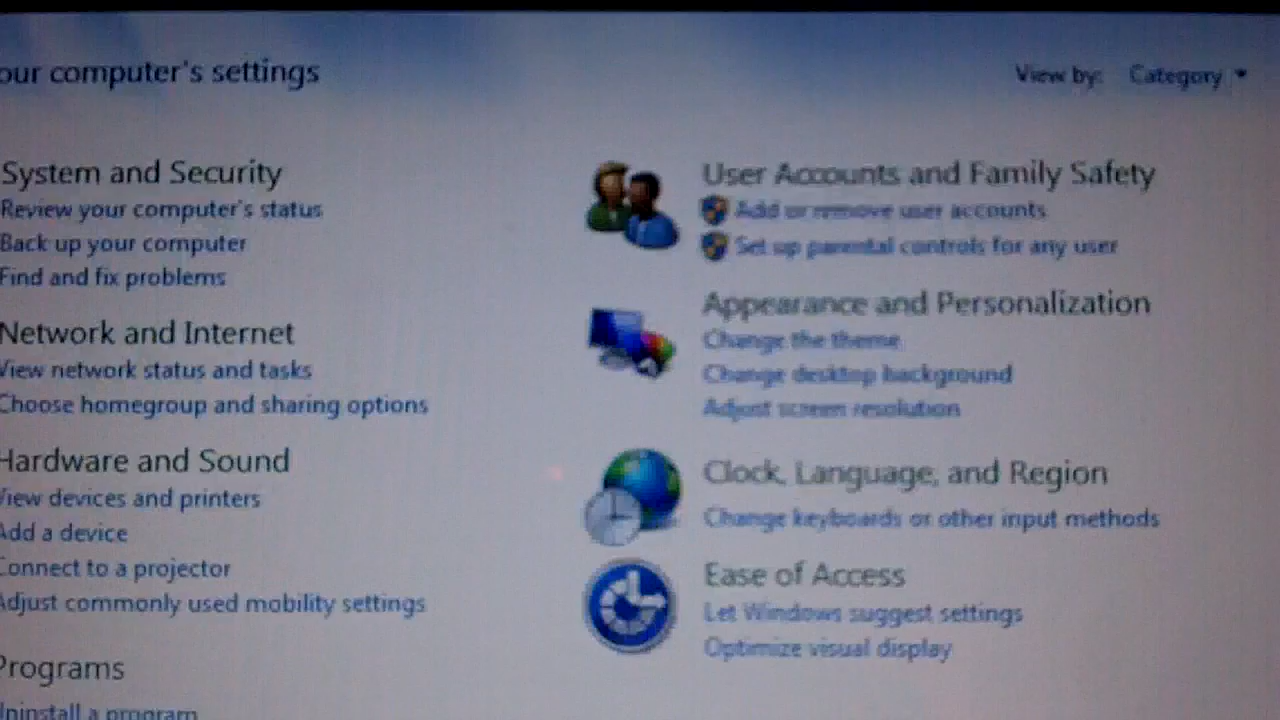 our computer's settings
View by: Category
System and Security
Review your computer's status
Back up your computer
Find and fix problems
Network and Internet
View network status and tasks
Choose homegroup and sharing options
Hardware and Sound
View devices and printers
Add a device
Connect to a projector
Adjust commonly used mobility settings
Programs
Uninstall a program
User Accounts and Family Safety
Add or remove user accounts
Set up parental controls for any user
Appearance and Personalization
Change the theme
Change desktop background
Adjust screen resolution
Clock, Language, and Region
Change keyboards or other input methods
Ease of Access
Let Windows suggest settings
Optimize visual display